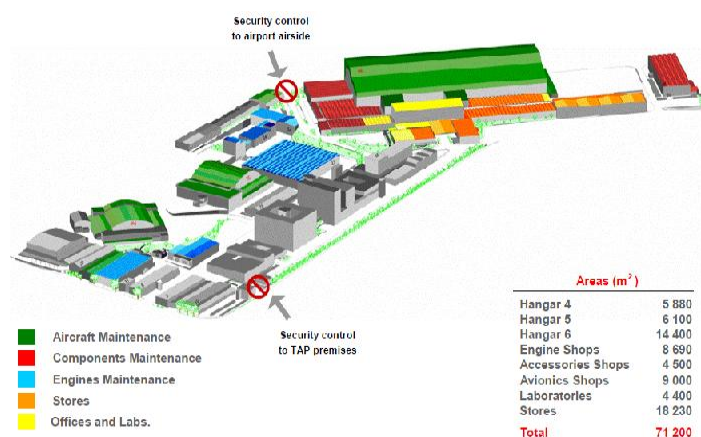 Security control
to airport airside
Security control
to TAP premises
Aircraft Maintenance
Components Maintenance
Engines Maintenance
Stores
Offices and Labs.
Areas (m²)
Hangar 4 5 880
Hangar 5 6 100
Hangar 6 14 400
Engine Shops 8 690
Accessories Shops 4 500
Avionics Shops 9 000
Laboratories 4 400
Stores 18 230
Total 71 200